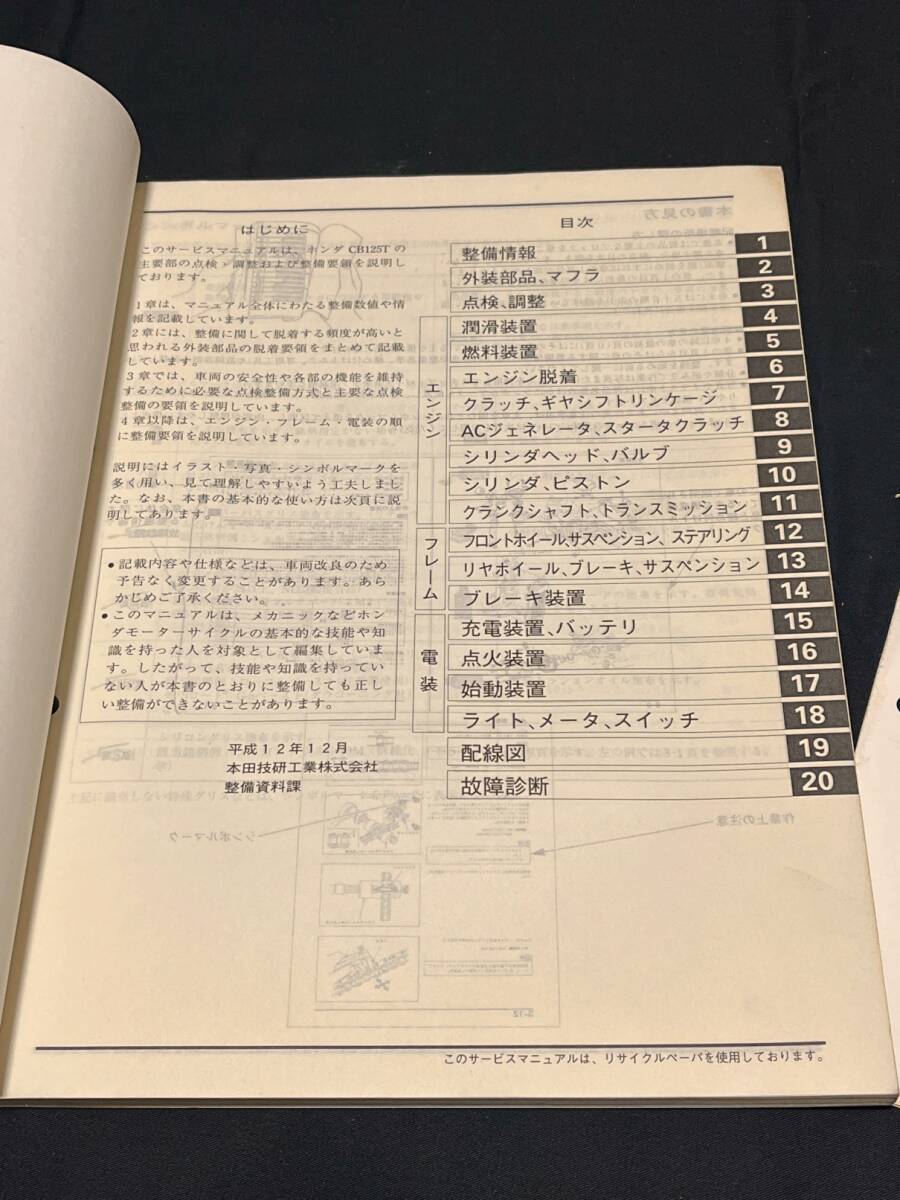 はじめに
このサービスマニュアルは、ホンダ CB125Tの
主要部の点検・調整および整備要領を説明し
ております。
1章は、マニュアル全体にわたる整備数値や情
報を記載しています。
2章には、整備に関して脱着する頻度が高いと
思われる外装部品の脱着要領をまとめて記載
しています。
3章では、車両の安全性や各部の機能を維持
するために必要な点検整備方式と主要な点検
整備の要領を説明しています。
4章以降は、エンジン・フレーム・電装の順
に整備要領を説明しています。
説明にはイラスト・写真・シンボルマークを
多く用い、見て理解しやすいよう工夫しまし
た。なお、本書の基本的な使い方は次頁に説
明してあります。
●記載内容や仕様などは、車両改良のため
予告なく変更することがあります。あら
かじめご了承ください。
●このマニュアルは、メカニックなどホン
ダモーターサイクルの基本的な技能や知
識を持った人を対象として編集していま
す。したがって、技能や知識を持ってい
ない人が本書のとおりに整備しても正し
い整備ができないことがあります。
平成12年12月
本田技研工業株式会社
整備資料課
目次
整備情報 1
外装部品、マフラ 2
点検、調整 3
エンジン
潤滑装置 4
燃料装置 5
エンジン脱着 6
クラッチ、ギヤシフトリンケージ 7
ACジェネレータ、スタータクラッチ 8
シリンダヘッド、バルブ 9
シリンダ、ピストン 10
クランクシャフト、トランスミッション 11
フレーム
フロントホイール、サスペンション、ステアリング 12
リヤホイール、ブレーキ、サスペンション 13
ブレーキ装置 14
電装
充電装置、バッテリ 15
点火装置 16
始動装置 17
ライト、メータ、スイッチ 18
配線図 19
故障診断 20
このサービスマニュアルは、リサイクルペーパを使用しております。